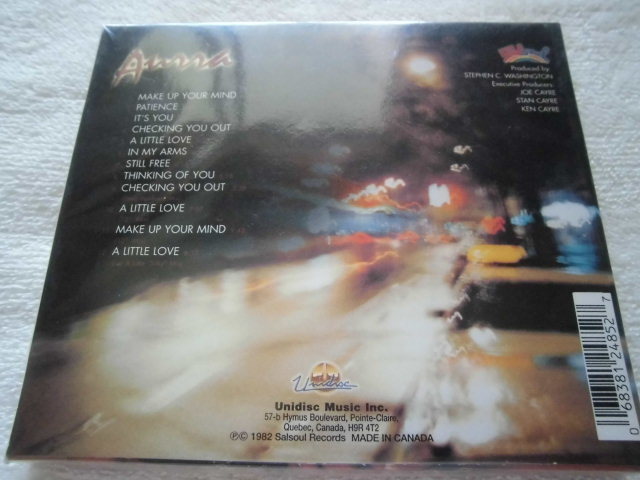 Aurra
MAKE UP YOUR MIND
PATIENCE
IT'S YOU
CHECKING YOU OUT
A LITTLE LOVE
IN MY ARMS
STILL FREE
THINKING OF YOU
CHECKING YOU OUT
A LITTLE LOVE
MAKE UP YOUR MIND
A LITTLE LOVE
Salsoul
Produced by
STEPHEN C. WASHINGTON
Executive Producers:
JOE CAYRE
STAN CAYRE
KEN CAYRE
Unidisc
Unidisc Music Inc.
57-b Hymus Boulevard, Pointe-Claire,
Quebec, Canada, H9R 4T2
℗© 1982 Salsoul Records MADE IN CANADA
0 68381 24852 7